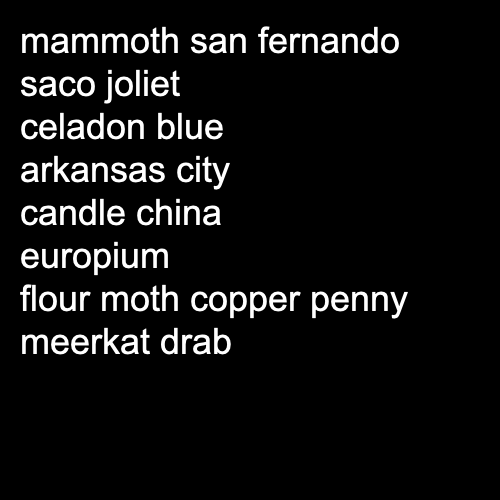 mammoth san fernando
saco joliet
celadon blue
arkansas city
candle china
europium
flour moth copper penny
meerkat drab